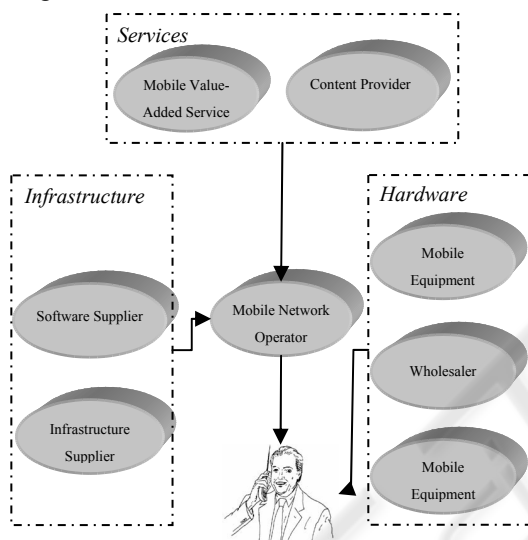 Services
Mobile Value-
Added Service
Content Provider
Infrastructure
Software Supplier
Infrastructure
Supplier
Mobile Network
Operator
Hardware
Mobile
Equipment
Wholesaler
Mobile
Equipment